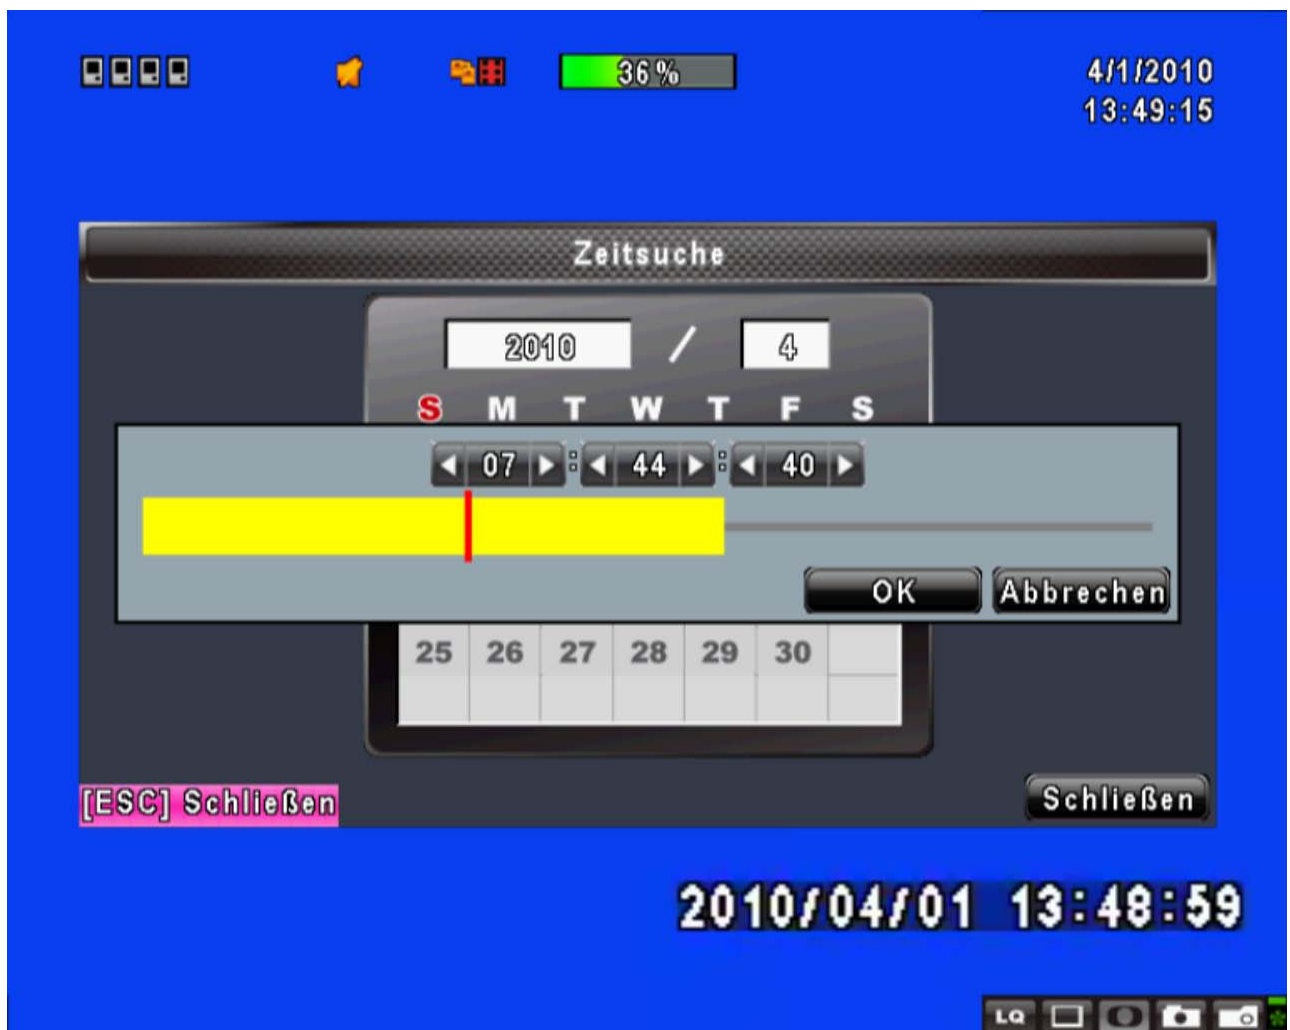 36%
4/1/2010
13:49:15
Zeitsuche
2010 / 4
S M T W T F S
07 : 44 : 40
OK Abbrechen
25 26 27 28 29 30
[ESC] Schließen
Schließen
2010/04/01 13:48:59
LQ